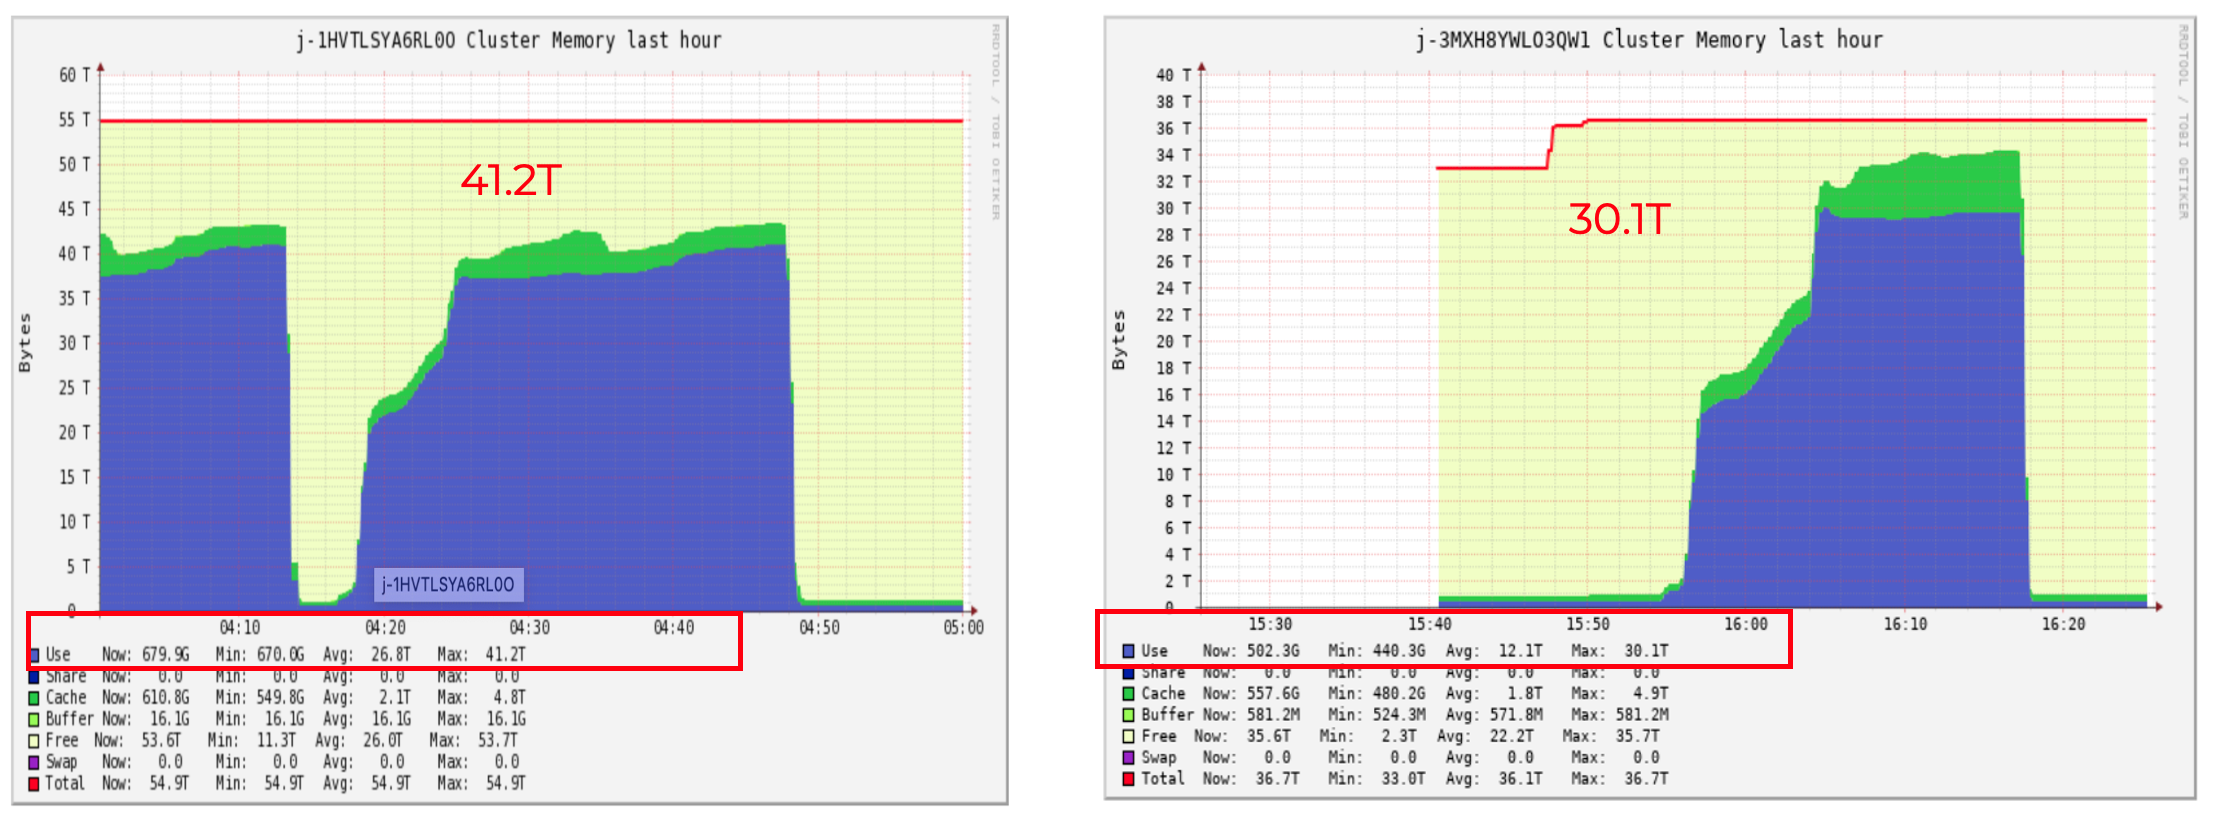 j-1HVTLSYA6RL0O Cluster Memory last hour
RRDTOOL / TOBI OETIKER
60 T
55 T
50 T
45 T
40 T
35 T
30 T
25 T
20 T
15 T
10 T
5 T
0
Bytes
41.2T
j-1HVTLSYA6RL0O
04:10 04:20 04:30 04:40 04:50 05:00
Use Now: 679.9G Min: 670.0G Avg: 26.8T Max: 41.2T
Share Now: 0.0 Min: 0.0 Avg: 0.0 Max: 0.0
Cache Now: 610.8G Min: 549.8G Avg: 2.1T Max: 4.8T
Buffer Now: 16.1G Min: 16.1G Avg: 16.1G Max: 16.1G
Free Now: 53.6T Min: 11.3T Avg: 26.0T Max: 53.7T
Swap Now: 0.0 Min: 0.0 Avg: 0.0 Max: 0.0
Total Now: 54.9T Min: 54.9T Avg: 54.9T Max: 54.9T
j-3MXH8YWLO3QW1 Cluster Memory last hour
RRDTOOL / TOBI OETIKER
40 T
38 T
36 T
34 T
32 T
30 T
28 T
26 T
24 T
22 T
20 T
18 T
16 T
14 T
12 T
10 T
8 T
6 T
4 T
2 T
0
Bytes
30.1T
15:30 15:40 15:50 16:00 16:10 16:20
Use Now: 502.3G Min: 440.3G Avg: 12.1T Max: 30.1T
Share Now: 0.0 Min: 0.0 Avg: 0.0 Max: 0.0
Cache Now: 557.6G Min: 480.2G Avg: 1.8T Max: 4.9T
Buffer Now: 581.2M Min: 524.3M Avg: 571.8M Max: 581.2M
Free Now: 35.6T Min: 2.3T Avg: 22.2T Max: 35.7T
Swap Now: 0.0 Min: 0.0 Avg: 0.0 Max: 0.0
Total Now: 36.7T Min: 33.0T Avg: 36.1T Max: 36.7T